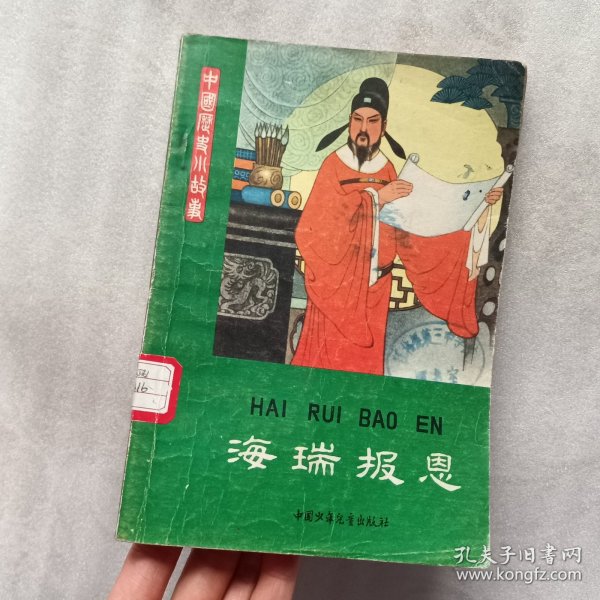 中國歷史小故事
HAI RUI BAO EN
海瑞报恩
中国少年儿童出版社
16
孔夫子旧书网
www.kongfz.com